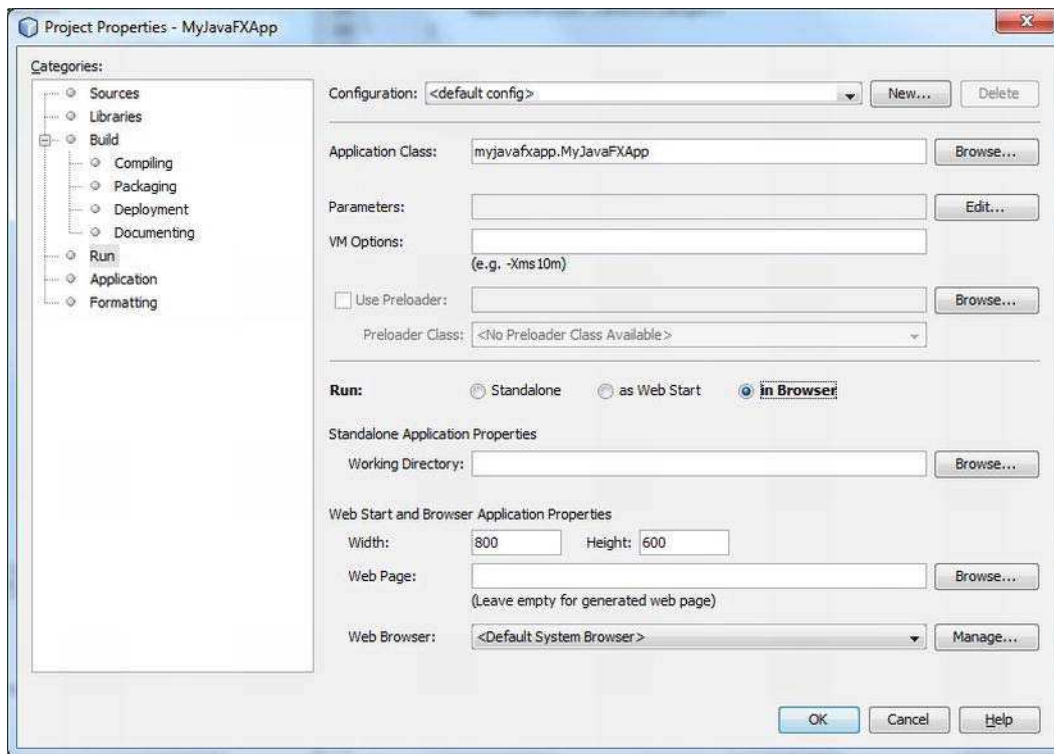 Project Properties - MyJavaFXApp
Categories:
Sources
Libraries
Build
Compiling
Packaging
Deployment
Documenting
Run
Application
Formatting
Configuration: <default config> New... Delete
Application Class: myjavafxapp.MyJavaFXApp Browse...
Parameters: Edit...
VM Options:
(e.g. -Xms10m)
Use Preloader: Browse...
Preloader Class: <No Preloader Class Available>
Run: Standalone as Web Start in Browser
Standalone Application Properties
Working Directory: Browse...
Web Start and Browser Application Properties
Width: 800 Height: 600
Web Page: Browse...
(Leave empty for generated web page)
Web Browser: <Default System Browser> Manage...
OK Cancel Help